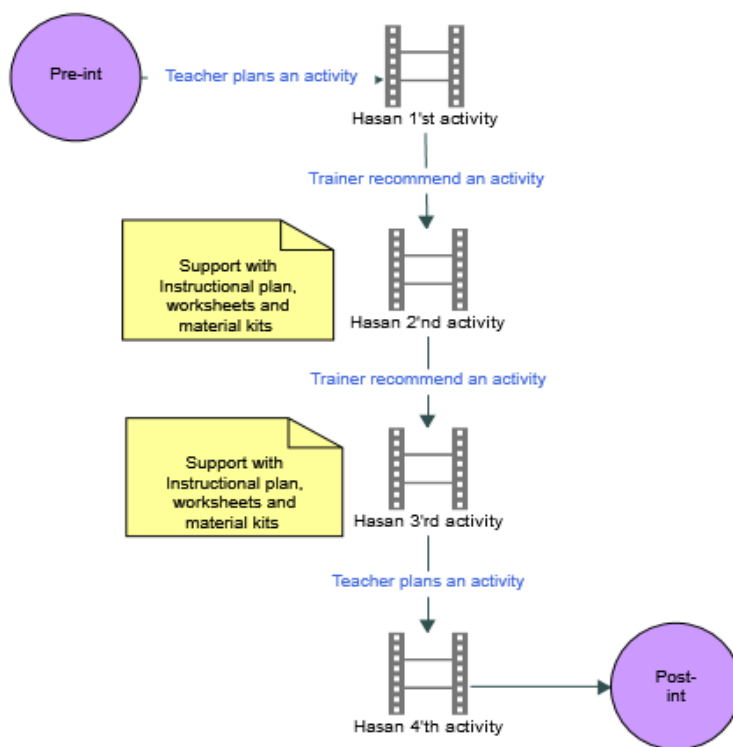 Pre-int
Teacher plans an activity
Hasan 1'st activity
Trainer recommend an activity
Support with
Instructional plan,
worksheets and
material kits
Hasan 2'nd activity
Trainer recommend an activity
Support with
Instructional plan,
worksheets and
material kits
Hasan 3'rd activity
Teacher plans an activity
Hasan 4'th activity
Post-
int